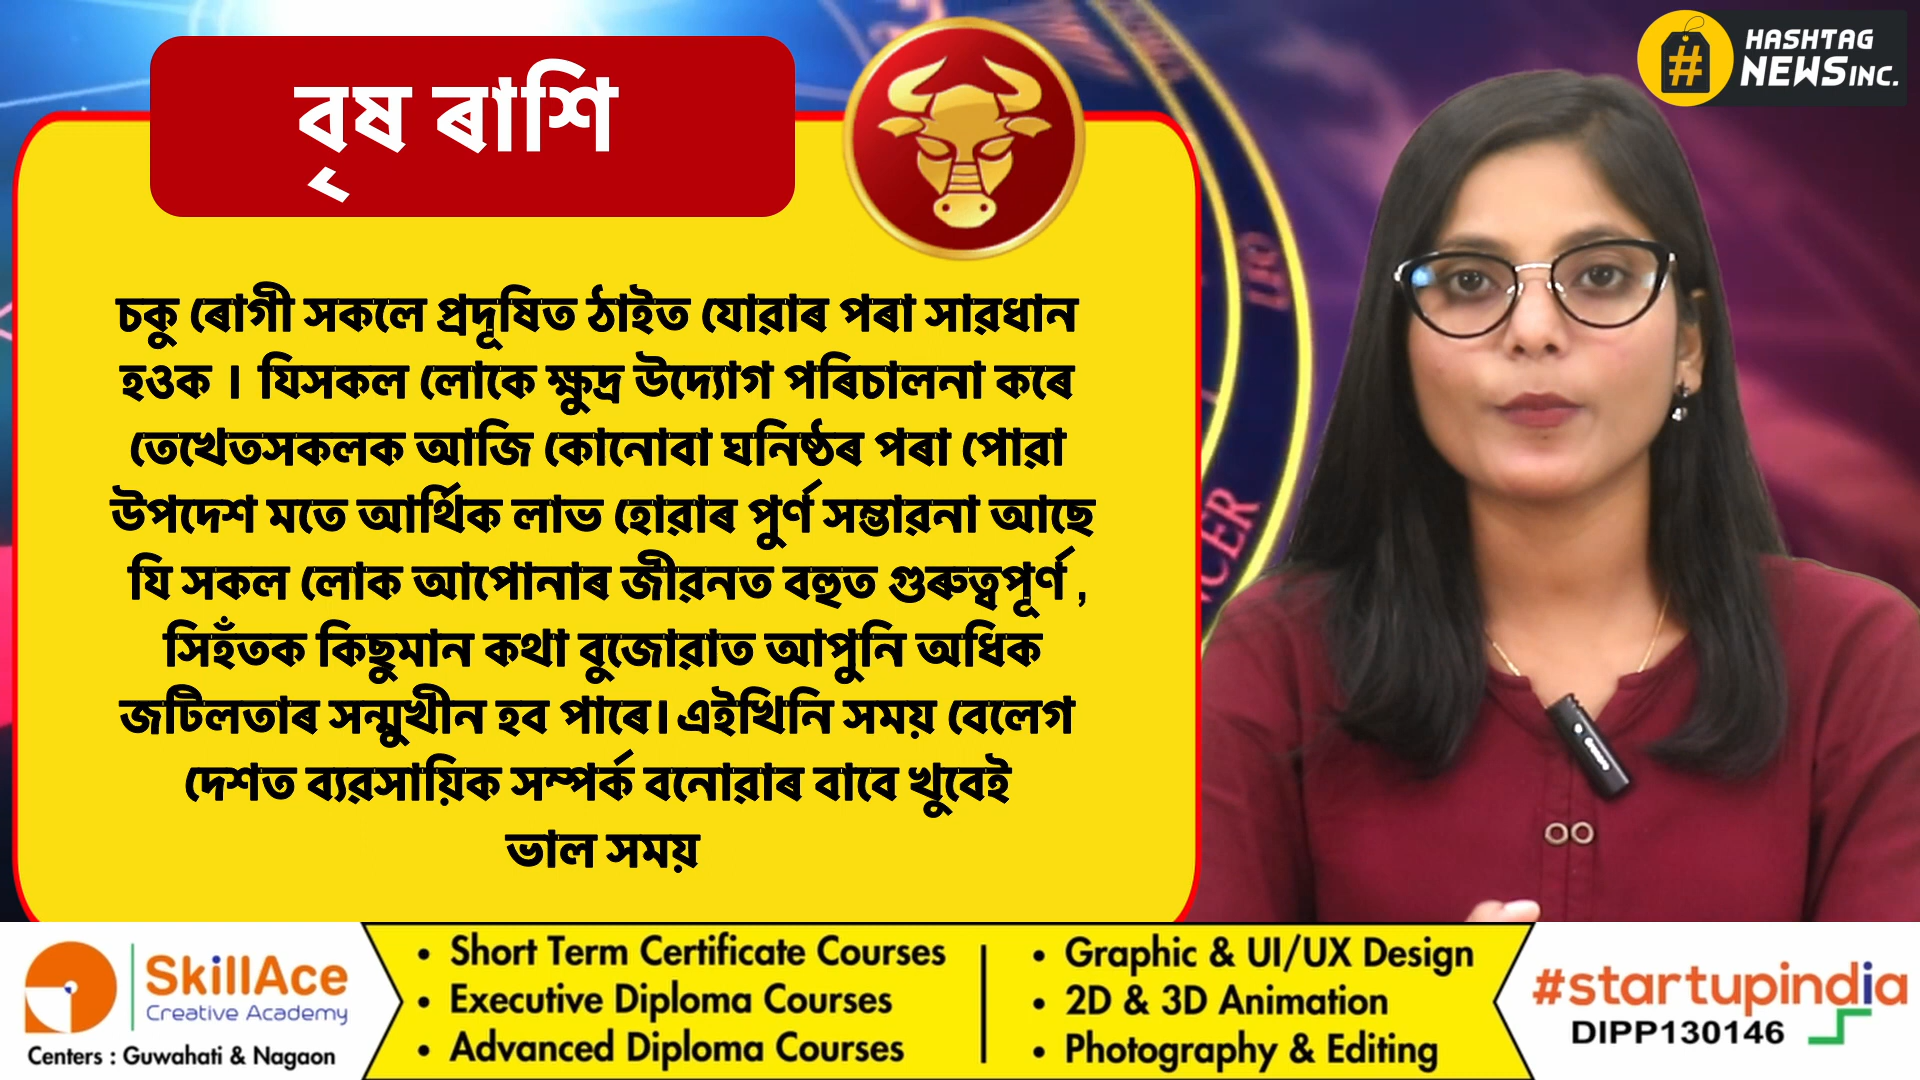 HASHTAG
NEWS INC.
বৃষ ৰাশি
চকু ৰোগী সকলে প্ৰদূষিত ঠাইত যোৱাৰ পৰা সাৱধান
হওক । যিসকল লোকে ক্ষুদ্ৰ উদ্যোগ পৰিচালনা কৰে
তেখেতসকলক আজি কোনোবা ঘনিষ্ঠৰ পৰা পোৱা
উপদেশ মতে আৰ্থিক লাভ হোৱাৰ পুৰ্ণ সম্ভাৱনা আছে
যি সকল লোক আপোনাৰ জীৱনত বহুত গুৰুত্বপূৰ্ণ ,
সিহঁতক কিছুমান কথা বুজোৱাত আপুনি অধিক
জটিলতাৰ সন্মুখীন হব পাৰে। এইখিনি সময় বেলেগ
দেশত ব্যৱসায়িক সম্পৰ্ক বনোৱাৰ বাবে খুবেই
ভাল সময়
LEO
CER
SkillAce
Creative Academy
Centers : Guwahati & Nagaon
• Short Term Certificate Courses
• Executive Diploma Courses
• Advanced Diploma Courses
• Graphic & UI/UX Design
• 2D & 3D Animation
• Photography & Editing
#startupindia
DIPP130146